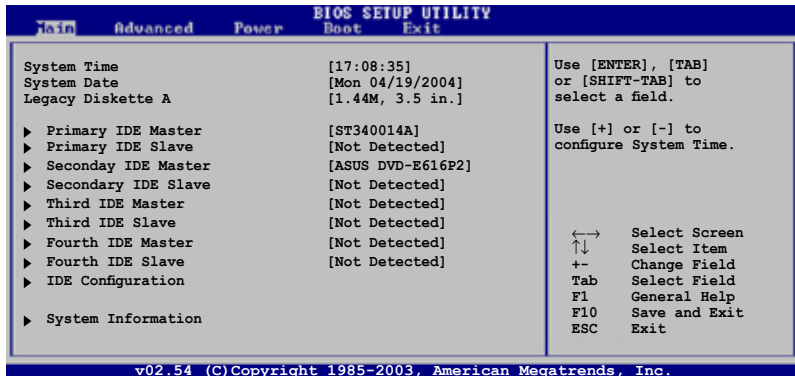 BIOS SETUP UTILITY
Main Advanced Power Boot Exit
System Time [17:08:35]
System Date [Mon 04/19/2004]
Legacy Diskette A [1.44M, 3.5 in.]
Primary IDE Master [ST340014A]
Primary IDE Slave [Not Detected]
Seconday IDE Master [ASUS DVD-E616P2]
Secondary IDE Slave [Not Detected]
Third IDE Master [Not Detected]
Third IDE Slave [Not Detected]
Fourth IDE Master [Not Detected]
Fourth IDE Slave [Not Detected]
IDE Configuration
System Information
Use [ENTER], [TAB]
or [SHIFT-TAB] to
select a field.
Use [+] or [-] to
configure System Time.
←→ Select Screen
↑↓ Select Item
+- Change Field
Tab Select Field
F1 General Help
F10 Save and Exit
ESC Exit
v02.54 (C)Copyright 1985-2003, American Megatrends, Inc.